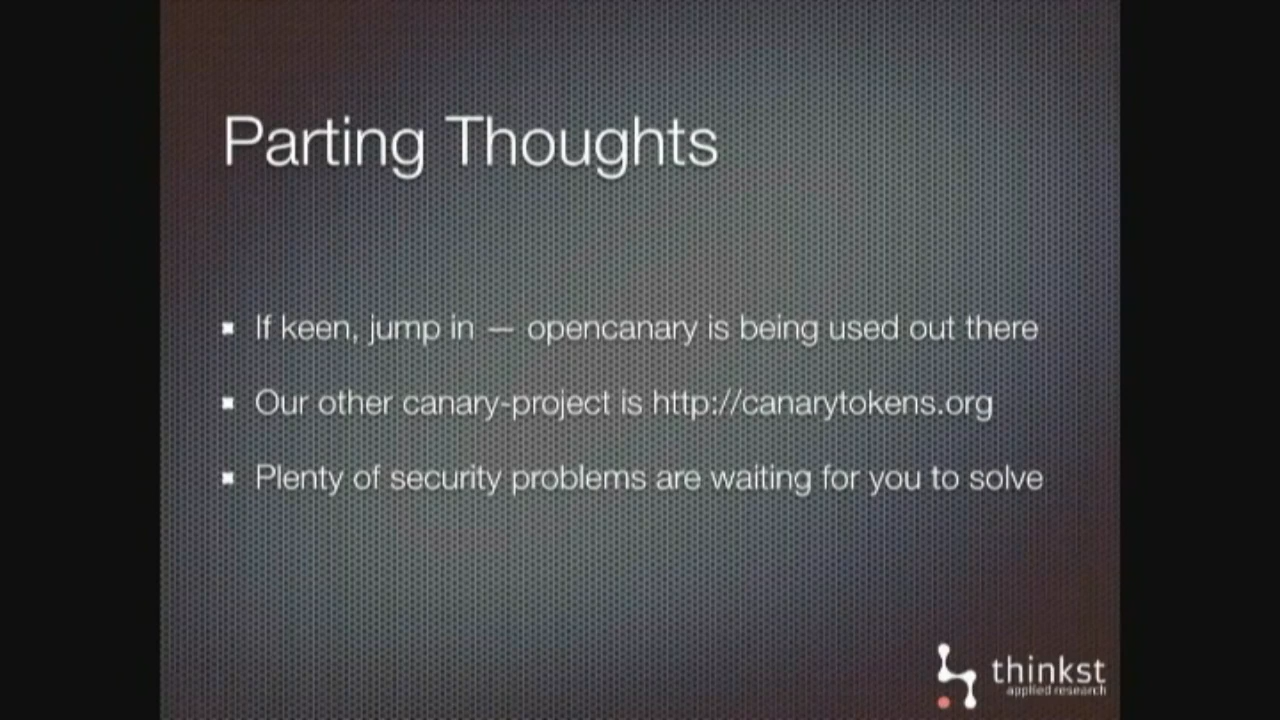 Parting Thoughts
If keen, jump in — opencanary is being used out there
Our other canary-project is http://canarytokens.org
Plenty of security problems are waiting for you to solve
thinkst
applied research